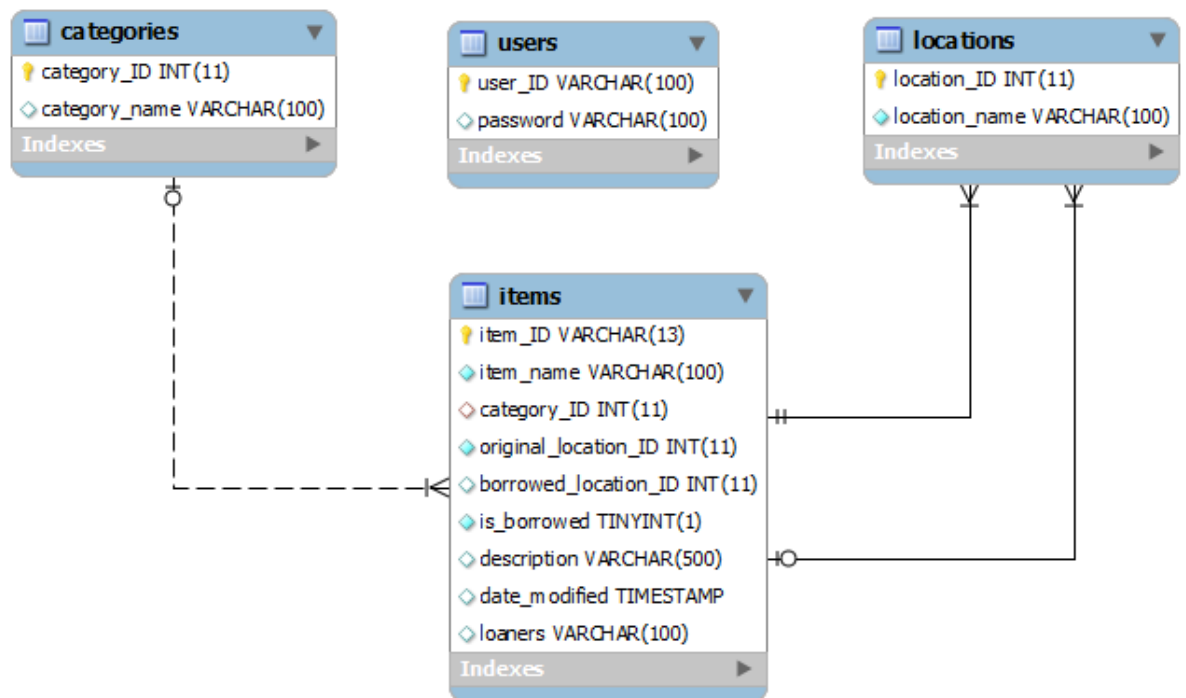 categories
category_ID INT(11)
category_name VARCHAR(100)
Indexes
users
user_ID VARCHAR(100)
password VARCHAR(100)
Indexes
locations
location_ID INT(11)
location_name VARCHAR(100)
Indexes
items
item_ID VARCHAR(13)
item_name VARCHAR(100)
category_ID INT(11)
original_location_ID INT(11)
borrowed_location_ID INT(11)
is_borrowed TINYINT(1)
description VARCHAR(500)
date_modified TIMESTAMP
loaners VARCHAR(100)
Indexes